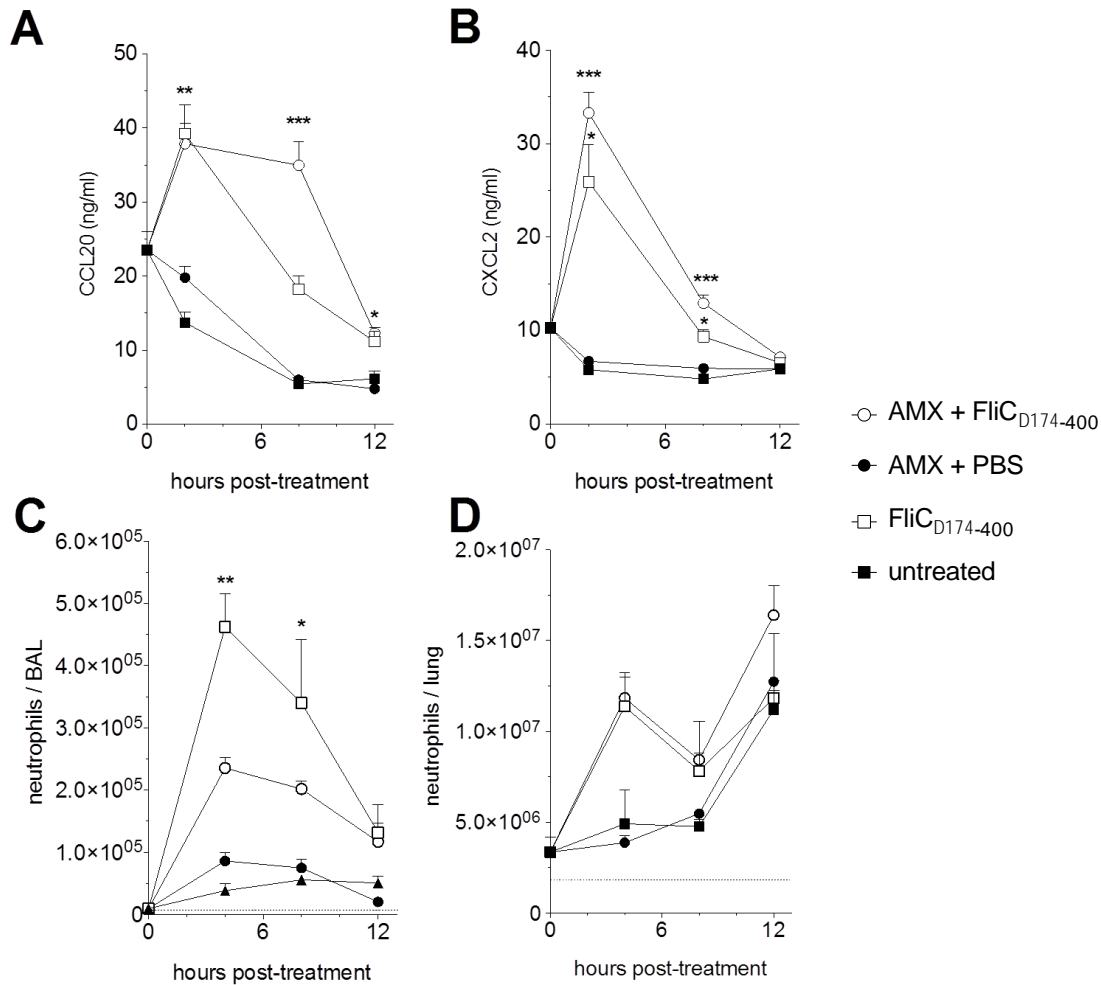 A
50
40
30
20
10
0
CCL20 (ng/ml)
**
***
*
0 6 12
hours post-treatment
B
40
30
20
10
0
CXCL2 (ng/ml)
***
*
***
*
0 6 12
hours post-treatment
AMX + FliCD174-400
AMX + PBS
FliCD174-400
untreated
C
6.0×10^05
5.0×10^05
4.0×10^05
3.0×10^05
2.0×10^05
1.0×10^05
0
neutrophils / BAL
**
*
0 6 12
hours post-treatment
D
2.0×10^07
1.5×10^07
1.0×10^07
5.0×10^06
0
neutrophils / lung
0 6 12
hours post-treatment